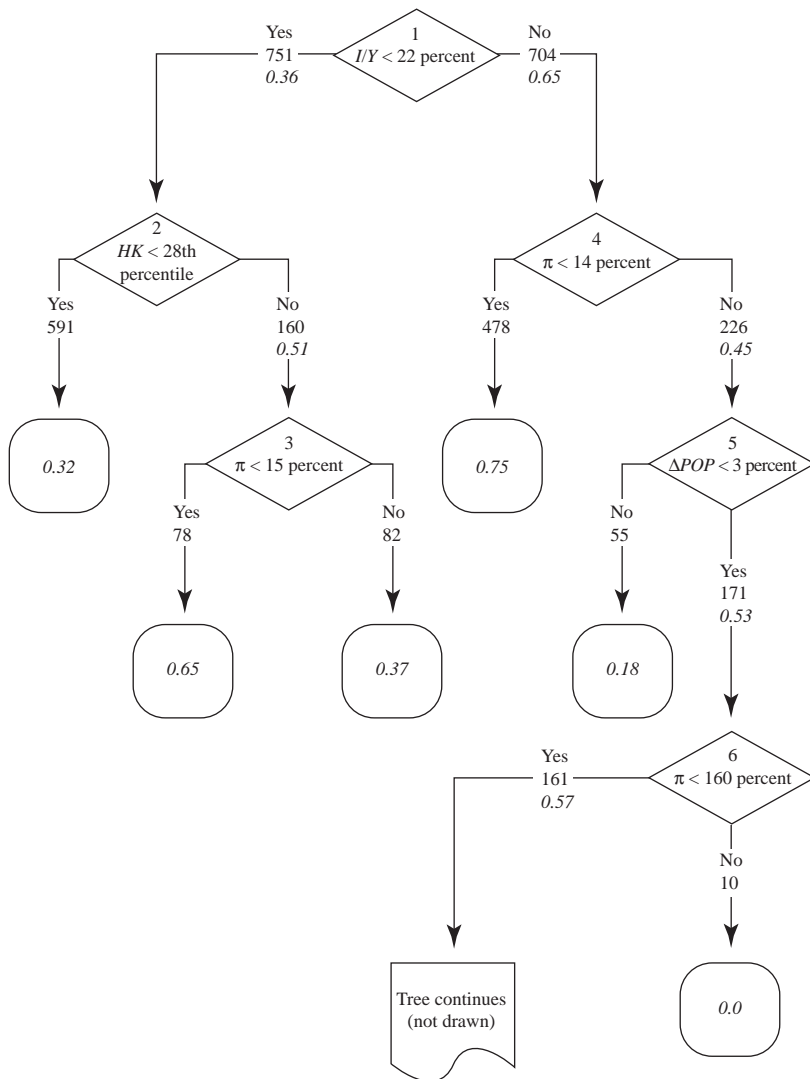 1
I/Y < 22 percent
Yes
751
0.36
No
704
0.65
2
HK < 28th
percentile
Yes
591
No
160
0.51
4
π < 14 percent
Yes
478
No
226
0.45
0.32
3
π < 15 percent
Yes
78
No
82
0.75
5
ΔPOP < 3 percent
No
55
Yes
171
0.53
0.65
0.37
0.18
6
π < 160 percent
Yes
161
0.57
No
10
Tree continues
(not drawn)
0.0